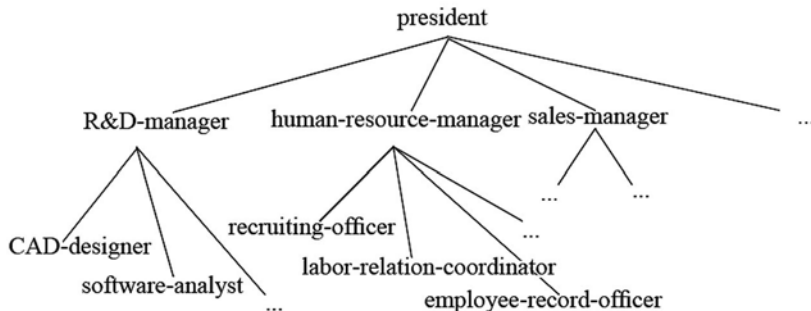 president
R&D-manager human-resource-manager sales-manager ...
... ...
recruiting-officer ...
CAD-designer
labor-relation-coordinator
software-analyst
... employee-record-officer